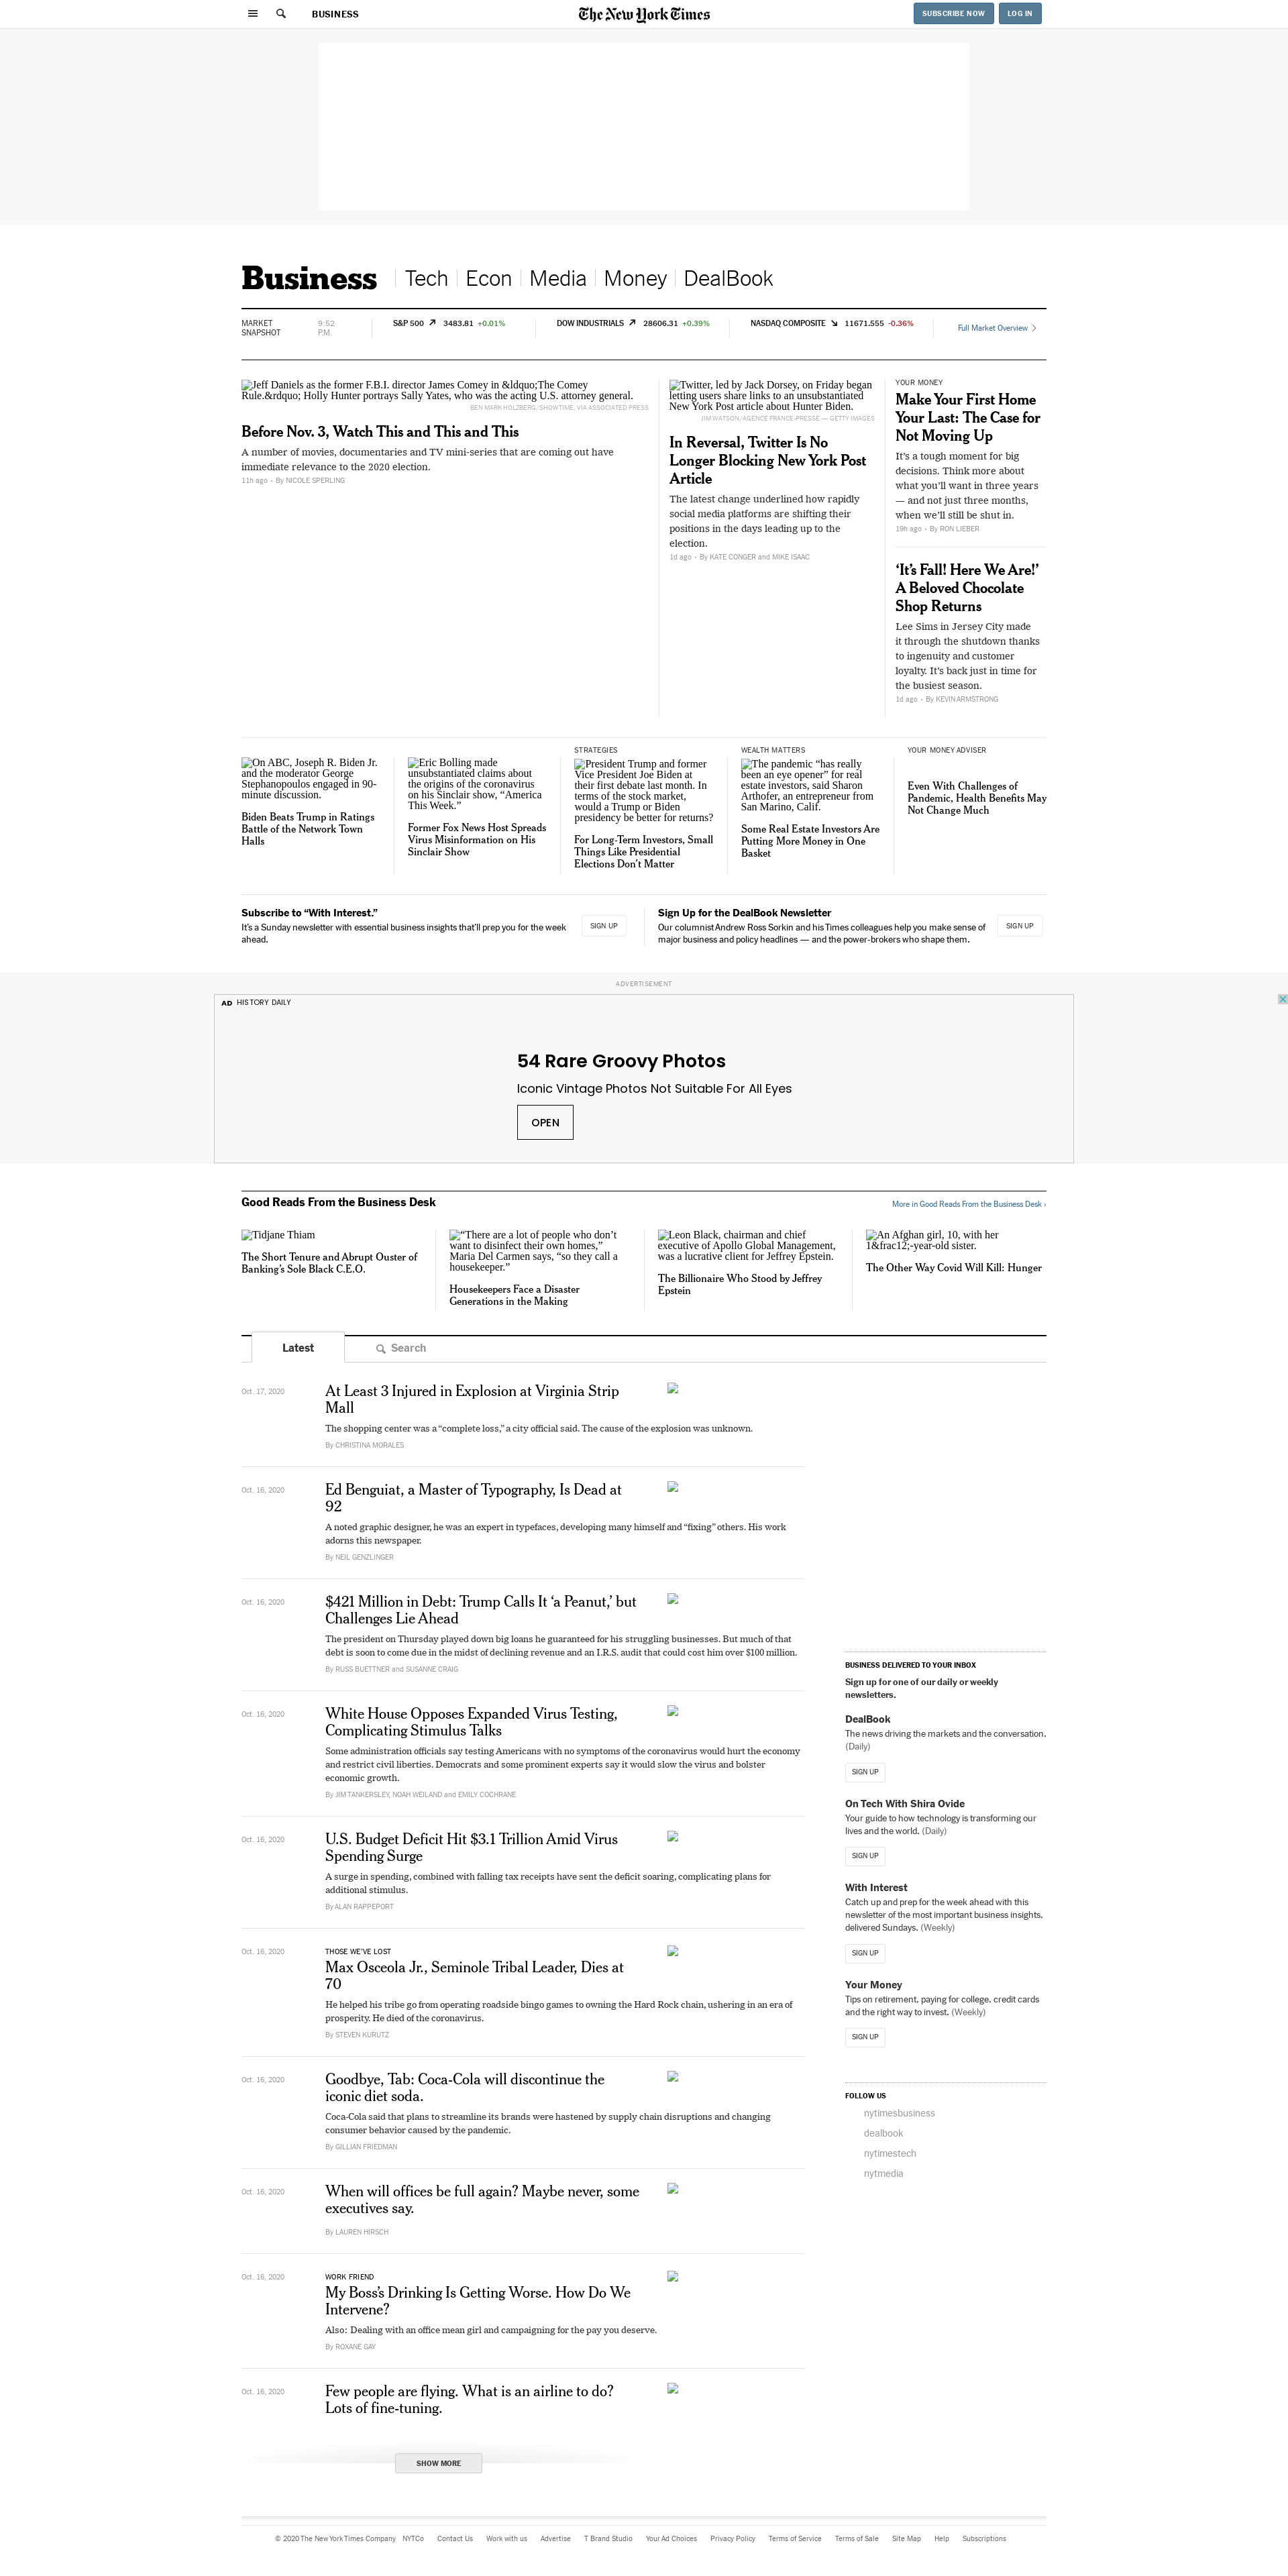 BUSINESS
The New York Times
SUBSCRIBE NOW
LOG IN
Business
Tech
Econ
Media
Money
DealBook
MARKET
SNAPSHOT
9:52
P.M.
S&P 500 3483.81 +0.01%
DOW INDUSTRIALS 28606.31 +0.39%
NASDAQ COMPOSITE 11671.555 -0.36%
Full Market Overview
Jeff Daniels as the former F.B.I. director James Comey in &ldquo;The Comey
Rule.&rdquo; Holly Hunter portrays Sally Yates, who was the acting U.S. attorney general.
BEN MARK HOLZBERG/SHOWTIME, VIA ASSOCIATED PRESS
Before Nov. 3, Watch This and This and This
A number of movies, documentaries and TV mini-series that are coming out have
immediate relevance to the 2020 election.
11h ago • By NICOLE SPERLING
Twitter, led by Jack Dorsey, on Friday began
letting users share links to an unsubstantiated
New York Post article about Hunter Biden.
JIM WATSON/AGENCE FRANCE-PRESSE — GETTY IMAGES
In Reversal, Twitter Is No
Longer Blocking New York Post
Article
The latest change underlined how rapidly
social media platforms are shifting their
positions in the days leading up to the
election.
1d ago • By KATE CONGER and MIKE ISAAC
YOUR MONEY
Make Your First Home
Your Last: The Case for
Not Moving Up
It’s a tough moment for big
decisions. Think more about
what you’ll want in three years
— and not just three months,
when we’ll still be shut in.
19h ago • By RON LIEBER
‘It’s Fall! Here We Are!’
A Beloved Chocolate
Shop Returns
Lee Sims in Jersey City made
it through the shutdown thanks
to ingenuity and customer
loyalty. It’s back just in time for
the busiest season.
1d ago • By KEVIN ARMSTRONG
On ABC, Joseph R. Biden Jr.
and the moderator George
Stephanopoulos engaged in 90-
minute discussion.
Biden Beats Trump in Ratings
Battle of the Network Town
Halls
Eric Bolling made
unsubstantiated claims about
the origins of the coronavirus
on his Sinclair show, “America
This Week.”
Former Fox News Host Spreads
Virus Misinformation on His
Sinclair Show
STRATEGIES
President Trump and former
Vice President Joe Biden at
their first debate last month. In
terms of the stock market,
would a Trump or Biden
presidency be better for returns?
For Long-Term Investors, Small
Things Like Presidential
Elections Don’t Matter
WEALTH MATTERS
The pandemic “has really
been an eye opener” for real
estate investors, said Sharon
Arthofer, an entrepreneur from
San Marino, Calif.
Some Real Estate Investors Are
Putting More Money in One
Basket
YOUR MONEY ADVISER
Even With Challenges of
Pandemic, Health Benefits May
Not Change Much
Subscribe to “With Interest.”
It’s a Sunday newsletter with essential business insights that’ll prep you for the week
ahead.
SIGN UP
Sign Up for the DealBook Newsletter
Our columnist Andrew Ross Sorkin and his Times colleagues help you make sense of
major business and policy headlines — and the power-brokers who shape them.
SIGN UP
ADVERTISEMENT
AD HISTORY DAILY
54 Rare Groovy Photos
Iconic Vintage Photos Not Suitable For All Eyes
OPEN
Good Reads From the Business Desk
More in Good Reads From the Business Desk ›
Tidjane Thiam
The Short Tenure and Abrupt Ouster of
Banking’s Sole Black C.E.O.
“There are a lot of people who don’t
want to disinfect their own homes,”
Maria Del Carmen says, “so they call a
housekeeper.”
Housekeepers Face a Disaster
Generations in the Making
Leon Black, chairman and chief
executive of Apollo Global Management,
was a lucrative client for Jeffrey Epstein.
The Billionaire Who Stood by Jeffrey
Epstein
An Afghan girl, 10, with her
1&frac12;-year-old sister.
The Other Way Covid Will Kill: Hunger
Latest
Search
Oct. 17, 2020
At Least 3 Injured in Explosion at Virginia Strip
Mall
The shopping center was a “complete loss,” a city official said. The cause of the explosion was unknown.
By CHRISTINA MORALES
Oct. 16, 2020
Ed Benguiat, a Master of Typography, Is Dead at
92
A noted graphic designer, he was an expert in typefaces, developing many himself and “fixing” others. His work
adorns this newspaper.
By NEIL GENZLINGER
Oct. 16, 2020
$421 Million in Debt: Trump Calls It ‘a Peanut,’ but
Challenges Lie Ahead
The president on Thursday played down big loans he guaranteed for his struggling businesses. But much of that
debt is soon to come due in the midst of declining revenue and an I.R.S. audit that could cost him over $100 million.
By RUSS BUETTNER and SUSANNE CRAIG
Oct. 16, 2020
White House Opposes Expanded Virus Testing,
Complicating Stimulus Talks
Some administration officials say testing Americans with no symptoms of the coronavirus would hurt the economy
and restrict civil liberties. Democrats and some prominent experts say it would slow the virus and bolster
economic growth.
By JIM TANKERSLEY, NOAH WEILAND and EMILY COCHRANE
Oct. 16, 2020
U.S. Budget Deficit Hit $3.1 Trillion Amid Virus
Spending Surge
A surge in spending, combined with falling tax receipts have sent the deficit soaring, complicating plans for
additional stimulus.
By ALAN RAPPEPORT
Oct. 16, 2020
THOSE WE’VE LOST
Max Osceola Jr., Seminole Tribal Leader, Dies at
70
He helped his tribe go from operating roadside bingo games to owning the Hard Rock chain, ushering in an era of
prosperity. He died of the coronavirus.
By STEVEN KURUTZ
Oct. 16, 2020
Goodbye, Tab: Coca-Cola will discontinue the
iconic diet soda.
Coca-Cola said that plans to streamline its brands were hastened by supply chain disruptions and changing
consumer behavior caused by the pandemic.
By GILLIAN FRIEDMAN
Oct. 16, 2020
When will offices be full again? Maybe never, some
executives say.
By LAUREN HIRSCH
Oct. 16, 2020
WORK FRIEND
My Boss’s Drinking Is Getting Worse. How Do We
Intervene?
Also: Dealing with an office mean girl and campaigning for the pay you deserve.
By ROXANE GAY
Oct. 16, 2020
Few people are flying. What is an airline to do?
Lots of fine-tuning.
SHOW MORE
BUSINESS DELIVERED TO YOUR INBOX
Sign up for one of our daily or weekly
newsletters.
DealBook
The news driving the markets and the conversation.
(Daily)
SIGN UP
On Tech With Shira Ovide
Your guide to how technology is transforming our
lives and the world. (Daily)
SIGN UP
With Interest
Catch up and prep for the week ahead with this
newsletter of the most important business insights,
delivered Sundays. (Weekly)
SIGN UP
Your Money
Tips on retirement, paying for college, credit cards
and the right way to invest. (Weekly)
SIGN UP
FOLLOW US
nytimesbusiness
dealbook
nytimestech
nytmedia
© 2020 The New York Times Company NYTCo Contact Us Work with us Advertise T Brand Studio Your Ad Choices Privacy Policy Terms of Service Terms of Sale Site Map Help Subscriptions